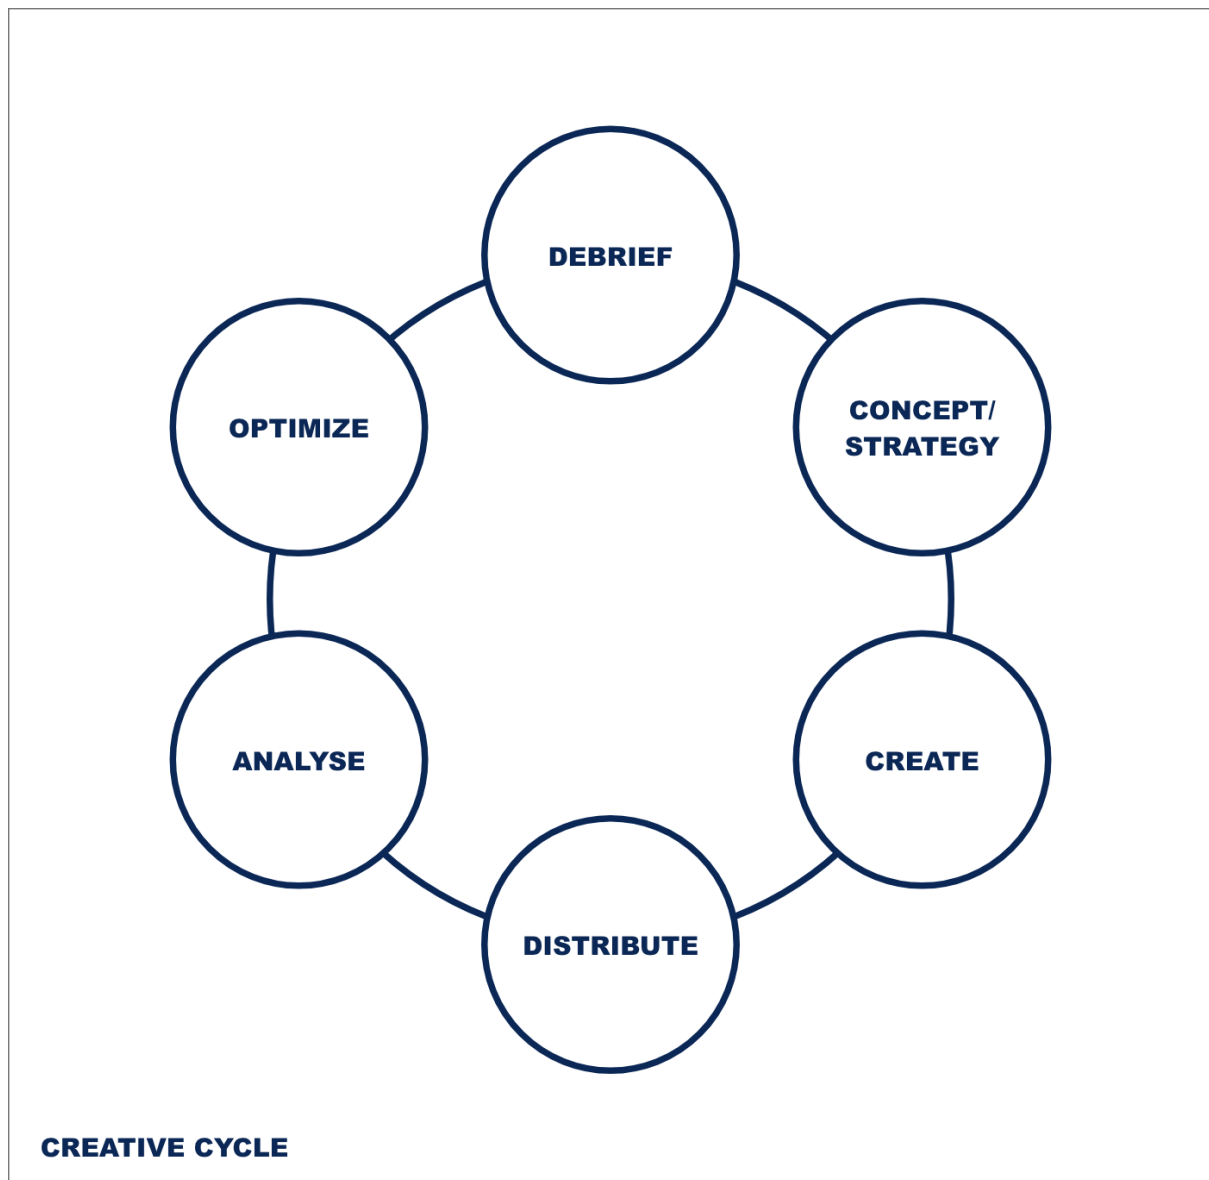 DEBRIEF
CONCEPT/
STRATEGY
CREATE
DISTRIBUTE
ANALYSE
OPTIMIZE
CREATIVE CYCLE